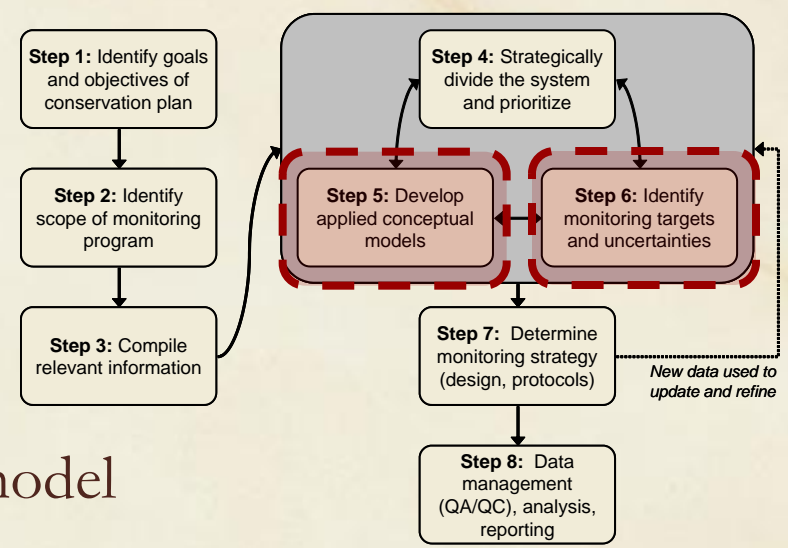 Step 1: Identify goals
and objectives of
conservation plan
Step 2: Identify
scope of monitoring
program
Step 3: Compile
relevant information
Step 4: Strategically
divide the system
and prioritize
Step 5: Develop
applied conceptual
models
Step 6: Identify
monitoring targets
and uncertainties
Step 7: Determine
monitoring strategy
(design, protocols)
New data used to
update and refine
Step 8: Data
management
(QA/QC), analysis,
reporting
model